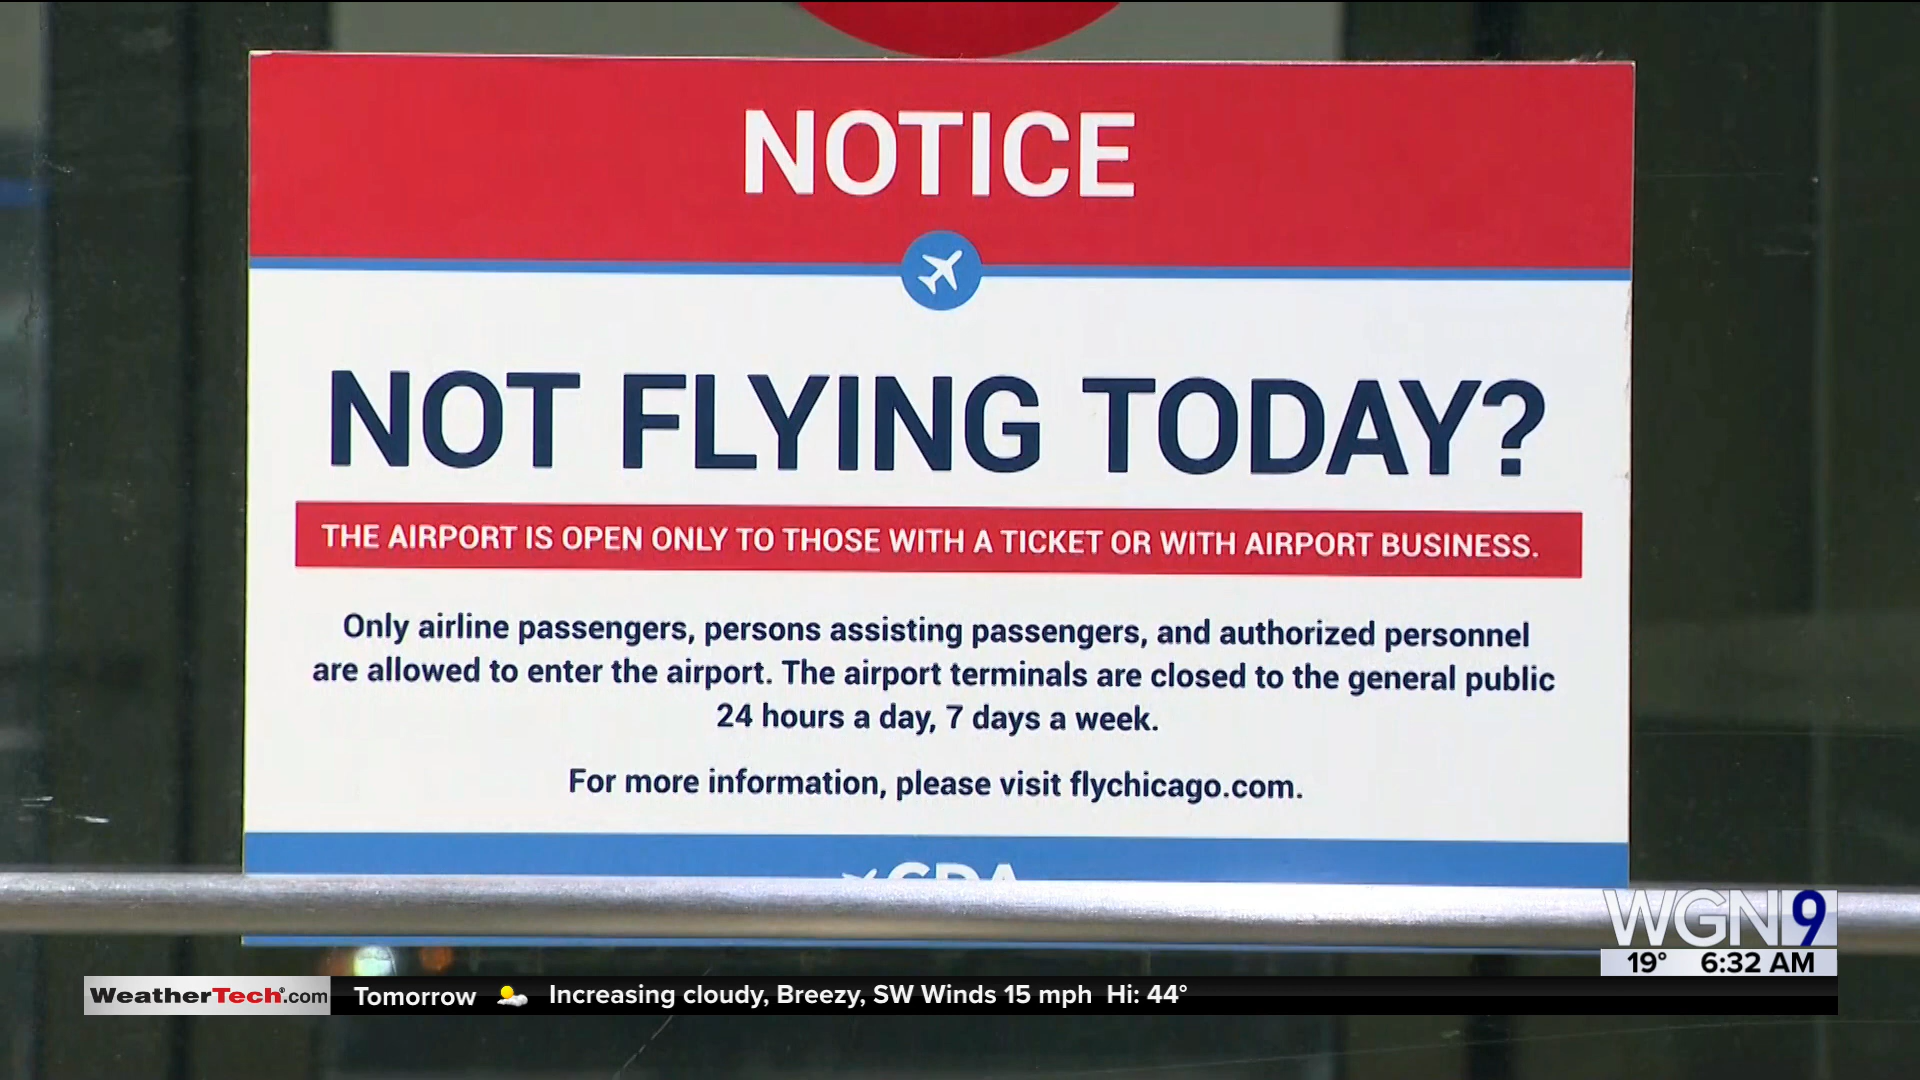 NOTICE
NOT FLYING TODAY?
THE AIRPORT IS OPEN ONLY TO THOSE WITH A TICKET OR WITH AIRPORT BUSINESS.
Only airline passengers, persons assisting passengers, and authorized personnel
are allowed to enter the airport. The airport terminals are closed to the general public
24 hours a day, 7 days a week.
For more information, please visit flychicago.com.
CDA
WGN9
19° 6:32 AM
WeatherTech®.com Tomorrow Increasing cloudy, Breezy, SW Winds 15 mph Hi: 44°